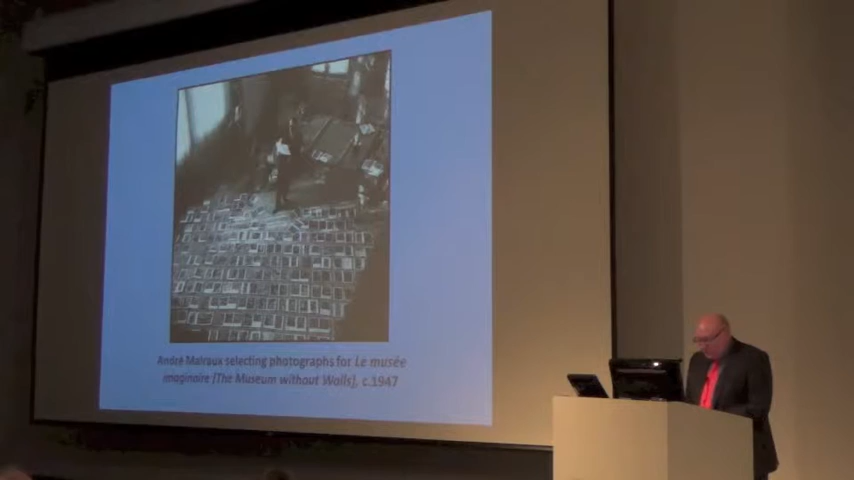 André Malraux selecting photographs for Le musée
imaginaire [The Museum without Walls], c.1947